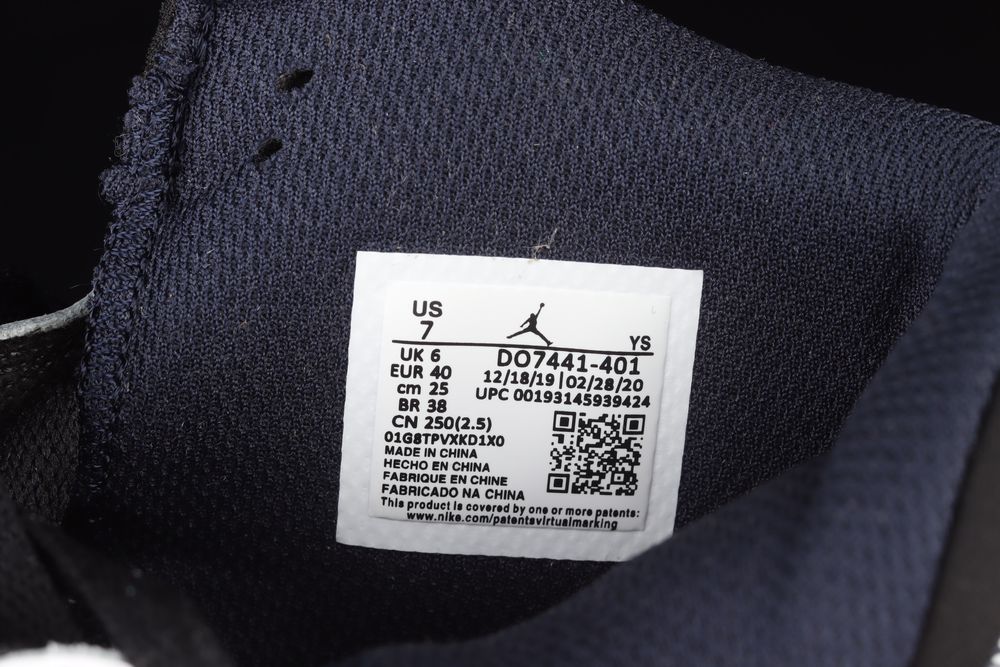 US
7
YS
UK 6
EUR 40
cm 25
BR 38
CN 250(2.5)
DO7441-401
12/18/19 | 02/28/20
UPC 00193145939424
01G8TPVXKD1X0
MADE IN CHINA
HECHO EN CHINA
FABRIQUE EN CHINE
FABRICADO NA CHINA
This product is covered by one or more patents:
www.nike.com/patentsvirtualmarking